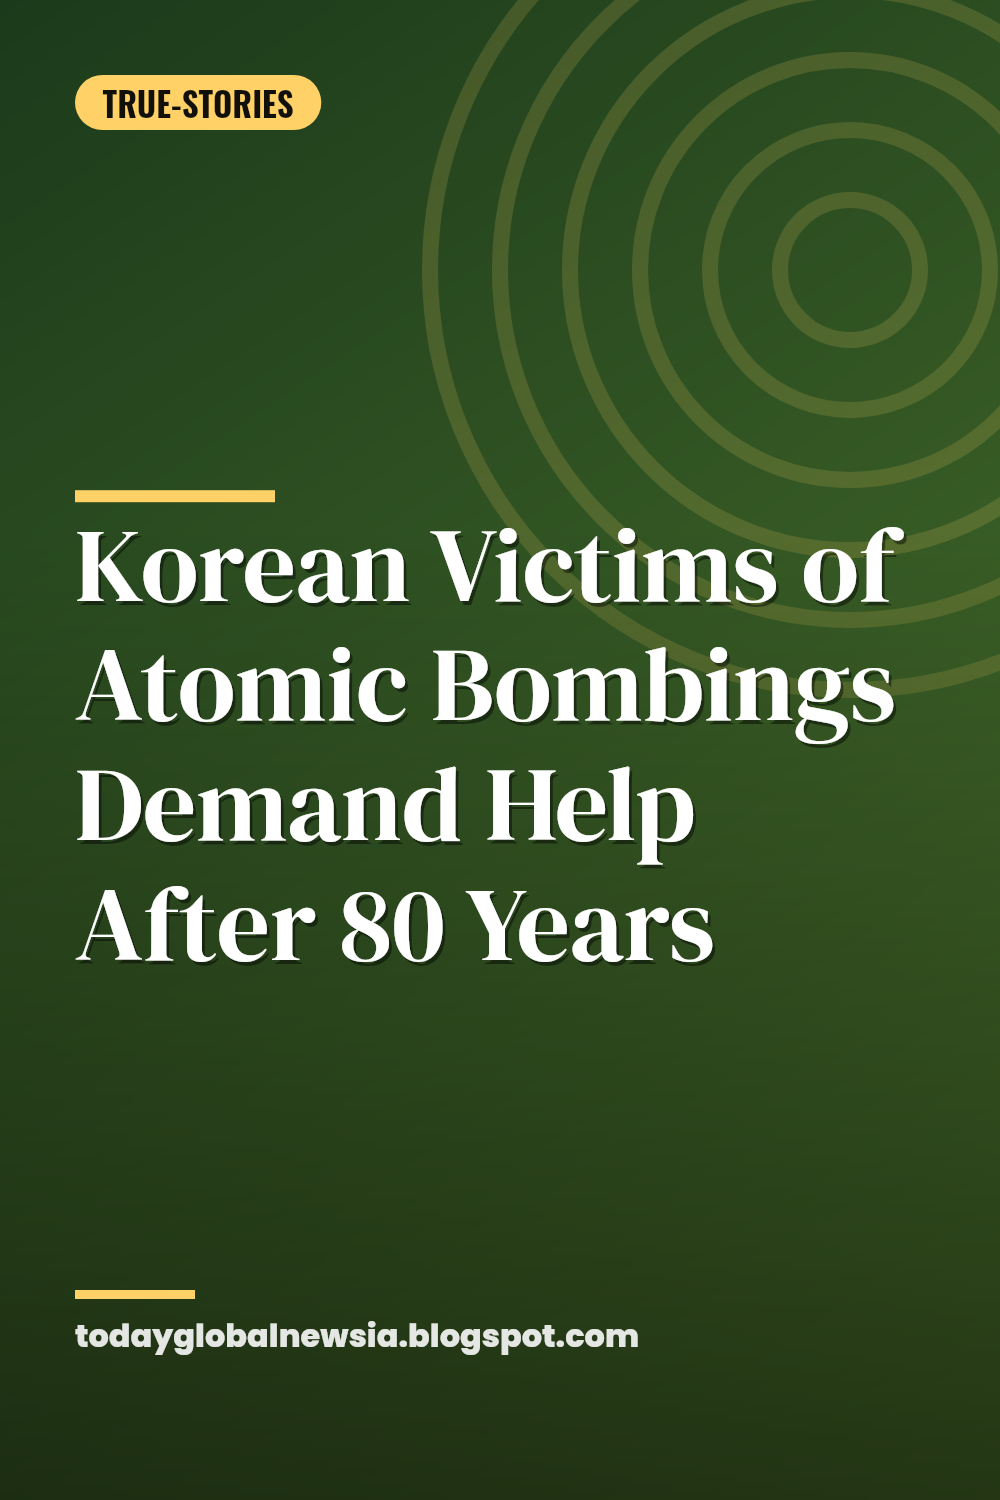 TRUE-STORIES
Korean Victims of
Atomic Bombings
Demand Help
After 80 Years
todayglobalnewsia.blogspot.com